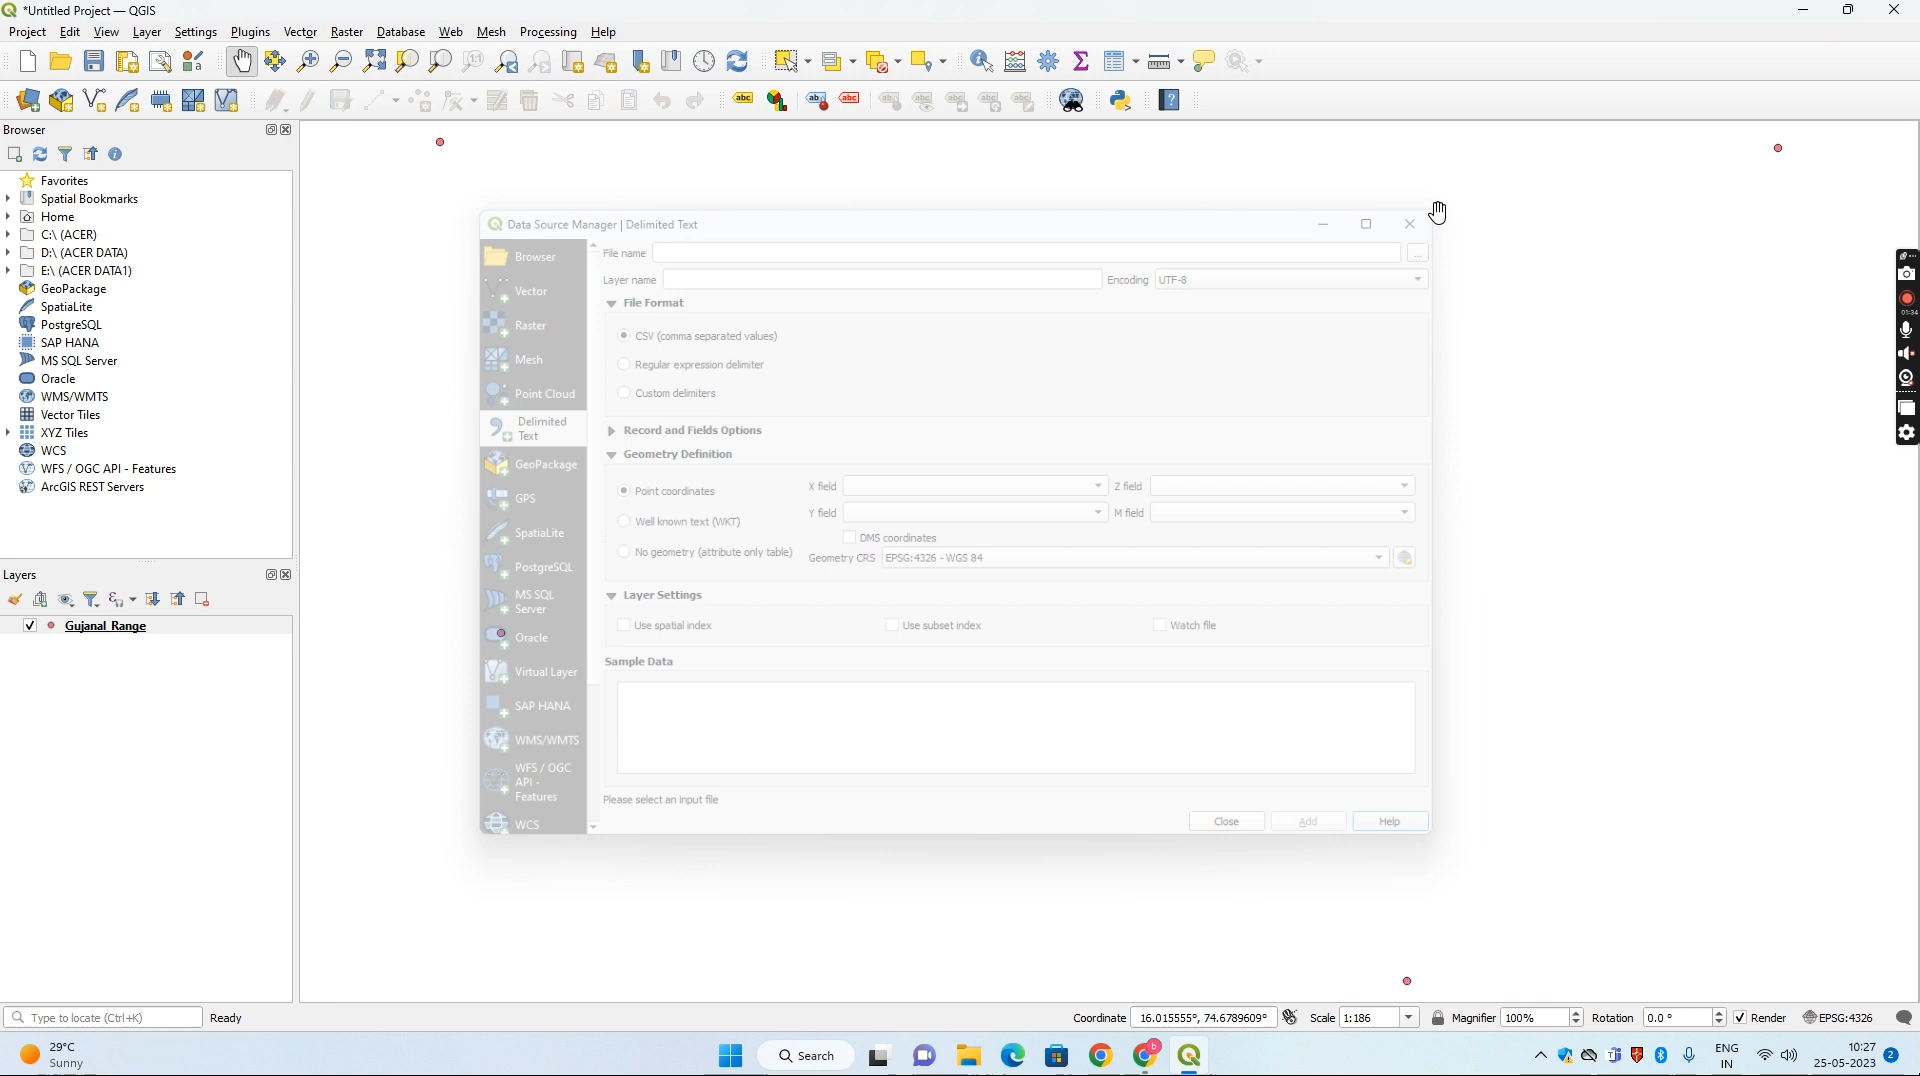 *Untitled Project — QGIS
Project Edit View Layer Settings Plugins Vector Raster Database Web Mesh Processing Help
Browser
Favorites
Spatial Bookmarks
Home
C:\ (ACER)
D:\ (ACER DATA)
E:\ (ACER DATA1)
GeoPackage
SpatiaLite
PostgreSQL
SAP HANA
MS SQL Server
Oracle
WMS/WMTS
Vector Tiles
XYZ Tiles
WCS
WFS / OGC API - Features
ArcGIS REST Servers
Layers
Gujanal Range
Data Source Manager | Delimited Text
Browser
Vector
Raster
Mesh
Point Cloud
Delimited
Text
GeoPackage
GPS
SpatiaLite
PostgreSQL
MS SQL
Server
Oracle
Virtual Layer
SAP HANA
WMS/WMTS
WFS / OGC
API -
Features
WCS
File name
...
Layer name
Encoding UTF-8
File Format
CSV (comma separated values)
Regular expression delimiter
Custom delimiters
Record and Fields Options
Geometry Definition
Point coordinates
Well known text (WKT)
No geometry (attribute only table)
X field
Z field
Y field
M field
DMS coordinates
Geometry CRS EPSG:4326 - WGS 84
Layer Settings
Use spatial index
Use subset index
Watch file
Sample Data
Please select an input file
Close Add Help
01:34
Type to locate (Ctrl+K) Ready
Coordinate 16.015555°, 74.6789609° Scale 1:186 Magnifier 100% Rotation 0.0 ° Render EPSG:4326
29°C
Sunny
Search
ENG
IN
10:27
25-05-2023
2
abc
abc
ab
abc
b